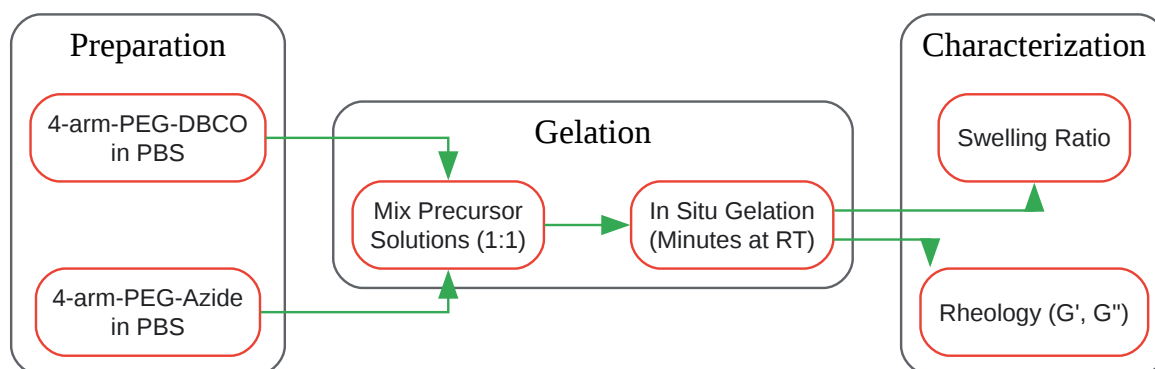 Preparation
4-arm-PEG-DBCO
in PBS
4-arm-PEG-Azide
in PBS
Gelation
Mix Precursor
Solutions (1:1)
In Situ Gelation
(Minutes at RT)
Characterization
Swelling Ratio
Rheology (G', G")